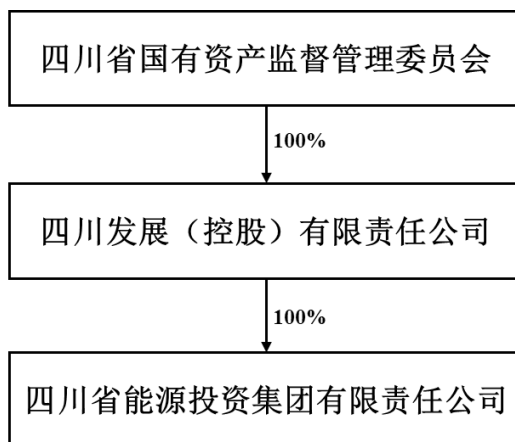 四川省国有资产监督管理委员会
100%
四川发展（控股）有限责任公司
100%
四川省能源投资集团有限责任公司